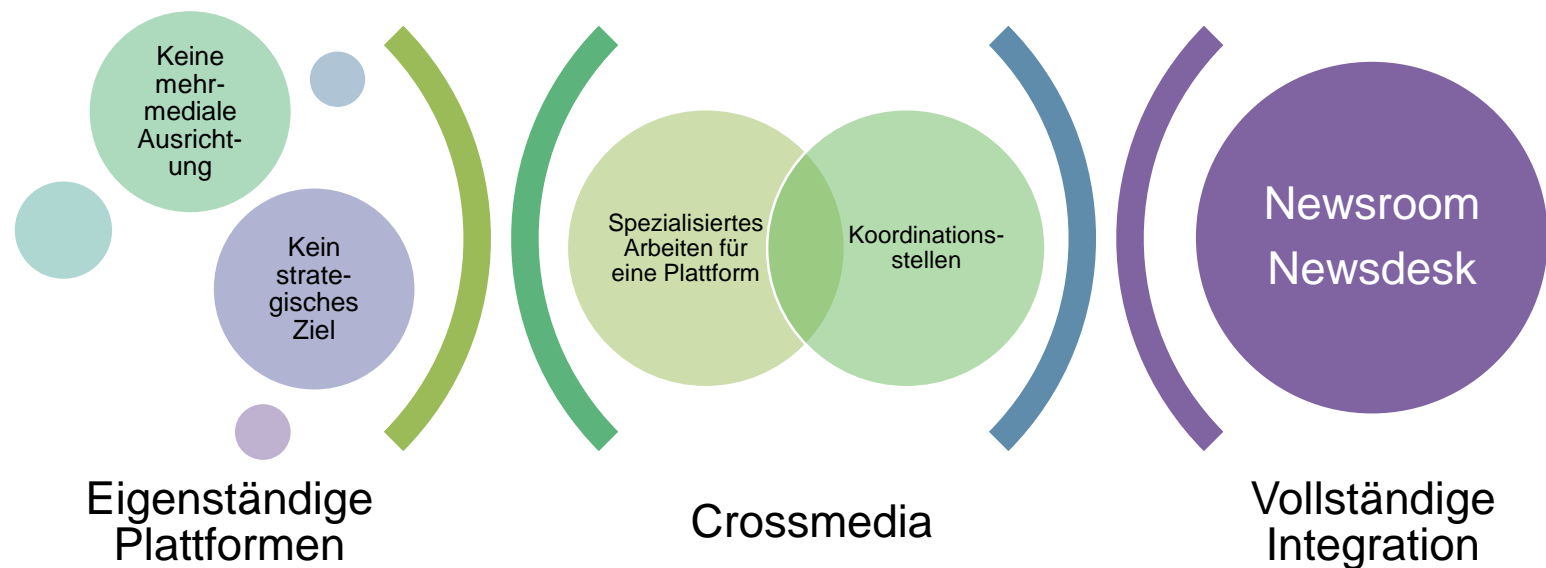 Keine
mehr-
mediale
Ausricht-
ung
Kein
strate-
gisches
Ziel
Eigenständige
Plattformen
Spezialisiertes
Arbeiten für
eine Plattform
Koordinations-
stellen
Crossmedia
Newsroom
Newsdesk
Vollständige
Integration